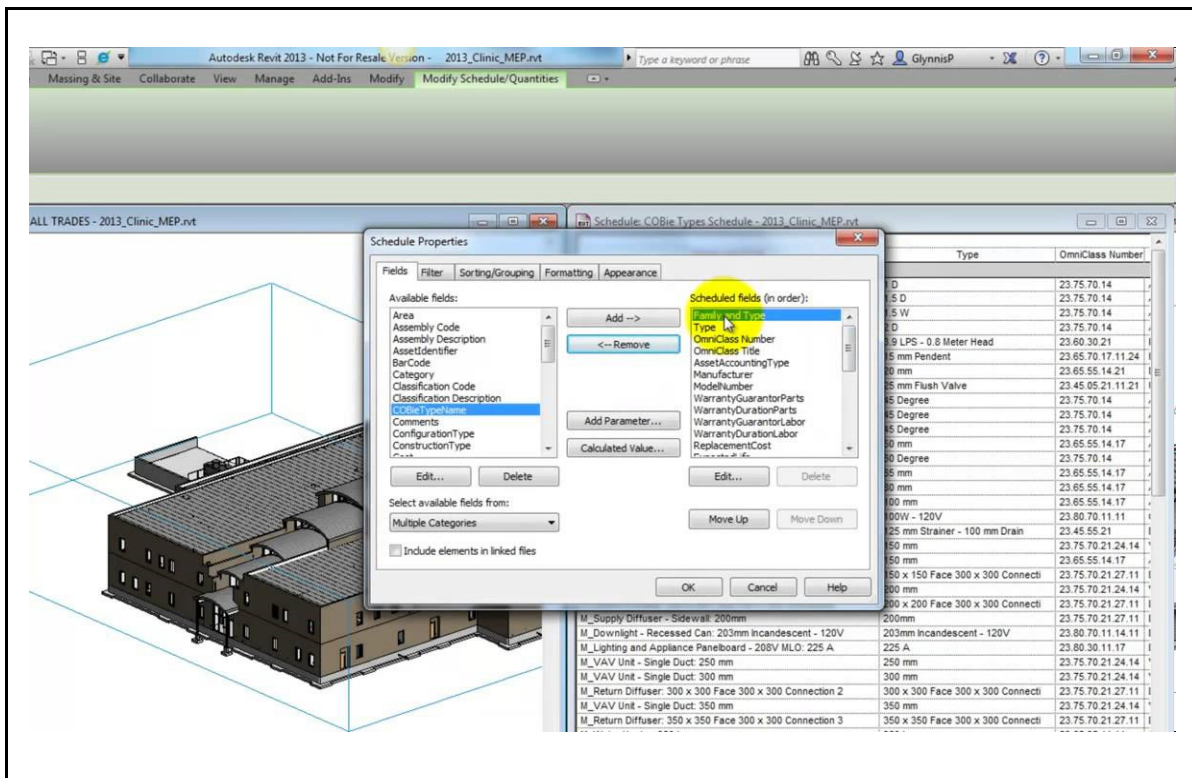 Autodesk Revit 2013 - Not For Resale Version - 2013_Clinic_MEP.rvt
Type a keyword or phrase
GlynnisP
Massing & Site Collaborate View Manage Add-Ins Modify Modify Schedule/Quantities
ALL TRADES - 2013_Clinic_MEP.rvt
Schedule: COBie Types Schedule - 2013_Clinic_MEP.rvt
Schedule Properties
Fields Filter Sorting/Grouping Formatting Appearance
Available fields:
Area
Assembly Code
Assembly Description
AssetIdentifier
BarCode
Category
Classification Code
Classification Description
COBieTypeName
Comments
ConfigurationType
ConstructionType
Cost
Add -->
<-- Remove
Add Parameter...
Calculated Value...
Scheduled fields (in order):
Family and Type
Type
OmniClass Number
OmniClass Title
AssetAccountingType
Manufacturer
ModelNumber
WarrantyGuarantorParts
WarrantyDurationParts
WarrantyGuarantorLabor
WarrantyDurationLabor
ReplacementCost
ExpectedLife
Edit... Delete
Edit... Delete
Select available fields from:
Multiple Categories
Move Up Move Down
Include elements in linked files
OK Cancel Help
Type OmniClass Number
1 D 23.75.70.14
.5 D 23.75.70.14
.5 W 23.75.70.14
2 D 23.75.70.14
.9 LPS - 0.8 Meter Head 23.60.30.21
15 mm Pendent 23.65.70.17.11.24
20 mm 23.65.55.14.21
25 mm Flush Valve 23.45.05.21.11.21
45 Degree 23.75.70.14
45 Degree 23.75.70.14
45 Degree 23.75.70.14
mm 23.65.55.14.17
Degree 23.75.70.14
mm 23.65.55.14.17
mm 23.65.55.14.17
100 mm 23.65.55.14.17
100W - 120V 23.80.70.11.11
125 mm Strainer - 100 mm Drain 23.45.55.21
150 mm 23.75.70.21.24.14
150 mm 23.65.55.14.17
150 x 150 Face 300 x 300 Connecti 23.75.70.21.27.11
200 mm 23.75.70.21.24.14
200 x 200 Face 300 x 300 Connecti 23.75.70.21.27.11
M_Supply Diffuser - Sidewall: 200mm 200mm 23.75.70.21.27.11
M_Downlight - Recessed Can: 203mm Incandescent - 120V 203mm Incandescent - 120V 23.80.70.11.14.11
M_Lighting and Appliance Panelboard - 208V MLO: 225 A 225 A 23.80.30.11.17
M_VAV Unit - Single Duct: 250 mm 250 mm 23.75.70.21.24.14
M_VAV Unit - Single Duct: 300 mm 300 mm 23.75.70.21.24.14
M_Return Diffuser: 300 x 300 Face 300 x 300 Connection 2 300 x 300 Face 300 x 300 Connecti 23.75.70.21.27.11
M_VAV Unit - Single Duct: 350 mm 350 mm 23.75.70.21.24.14
M_Return Diffuser: 350 x 350 Face 300 x 300 Connection 3 350 x 350 Face 300 x 300 Connecti 23.75.70.21.27.11